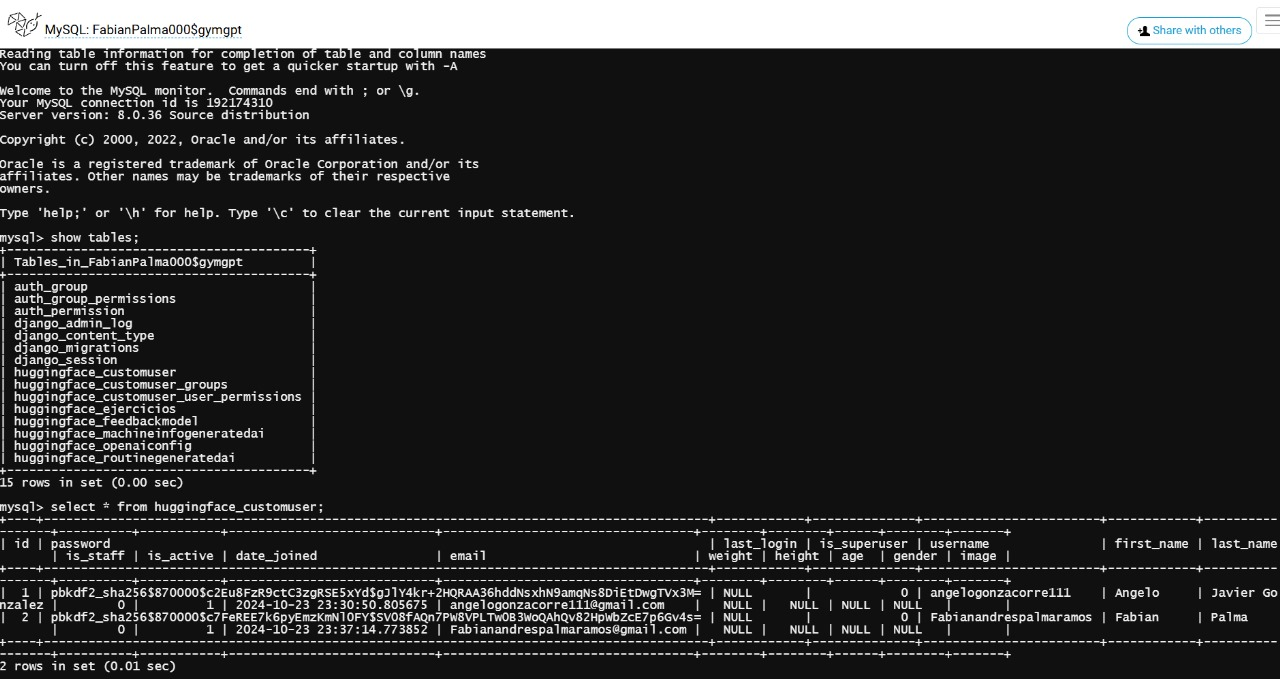 MySQL: FabianPalma000$gymgpt
Share with others
Reading table information for completion of table and column names
You can turn off this feature to get a quicker startup with -A
Welcome to the MySQL monitor.  Commands end with ; or \g.
Your MySQL connection id is 192174310
Server version: 8.0.36 Source distribution
Copyright (c) 2000, 2022, Oracle and/or its affiliates.
Oracle is a registered trademark of Oracle Corporation and/or its
affiliates. Other names may be trademarks of their respective
owners.
Type 'help;' or '\h' for help. Type '\c' to clear the current input statement.
mysql> show tables;
| Tables_in_FabianPalma000$gymgpt |
| auth_group |
| auth_group_permissions |
| auth_permission |
| django_admin_log |
| django_content_type |
| django_migrations |
| django_session |
| huggingface_customuser |
| huggingface_customuser_groups |
| huggingface_customuser_user_permissions |
| huggingface_ejercicios |
| huggingface_feedbackmodel |
| huggingface_machineinfogeneratedai |
| huggingface_openaiconfig |
| huggingface_routinegeneratedai |
15 rows in set (0.00 sec)
mysql> select * from huggingface_customuser;
| id | password | last_login | is_superuser | username | first_name | last_name
| is_staff | is_active | date_joined | email | weight | height | age | gender | image |
| 1 | pbkdf2_sha256$870000$c2Eu8FzR9ctC3zgRSE5xYd$gJlY4kr+2HQRAA36hddNsxhN9amqNs8DiEtDwgTVx3M= | NULL | 0 | angelogonzacorre111 | Angelo | Javier Go
nzalez | 0 | 1 | 2024-10-23 23:30:50.805675 | angelogonzacorre111@gmail.com | NULL | NULL | NULL | NULL | |
| 2 | pbkdf2_sha256$870000$c7FeREE7k6pyEmzKmNlOFY$SVO8fAQn7PW8VPLTwOB3WoQAhQv82HpWbZcE7p6Gv4s= | NULL | 0 | Fabianandrespalmaramos | Fabian | Palma
| 0 | 1 | 2024-10-23 23:37:14.773852 | Fabianandrespalmaramos@gmail.com | NULL | NULL | NULL | NULL | |
2 rows in set (0.01 sec)